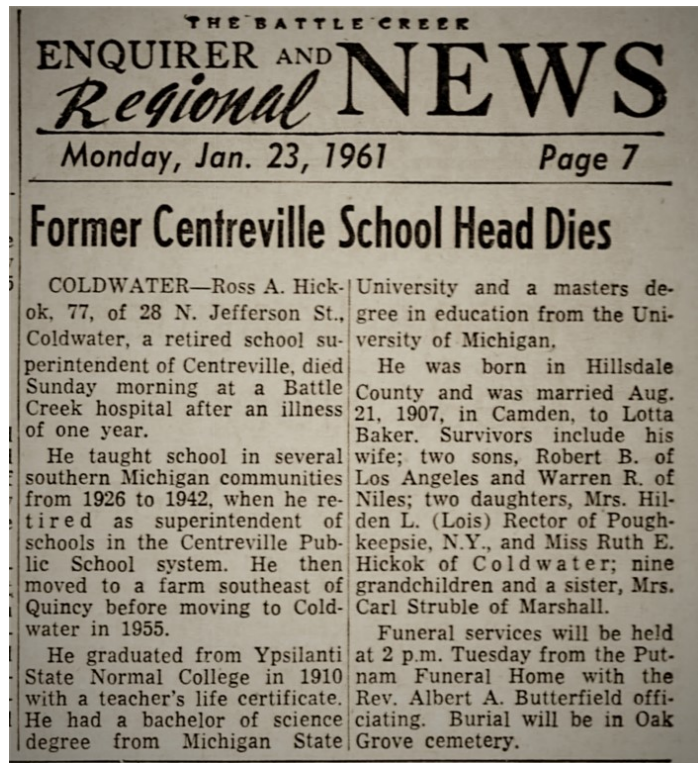 THE BATTLE CREEK
ENQUIRER AND
Regional NEWS
Monday, Jan. 23, 1961 Page 7
Former Centreville School Head Dies
COLDWATER—Ross A. Hick-
ok, 77, of 28 N. Jefferson St.,
Coldwater, a retired school su-
perintendent of Centreville, died
Sunday morning at a Battle
Creek hospital after an illness
of one year.
He taught school in several
southern Michigan communities
from 1926 to 1942, when he re-
tired as superintendent of
schools in the Centreville Pub-
lic School system. He then
moved to a farm southeast of
Quincy before moving to Cold-
water in 1955.
He graduated from Ypsilanti
State Normal College in 1910
with a teacher's life certificate.
He had a bachelor of science
degree from Michigan State
University and a masters de-
gree in education from the Uni-
versity of Michigan.
He was born in Hillsdale
County and was married Aug.
21, 1907, in Camden, to Lotta
Baker. Survivors include his
wife; two sons, Robert B. of
Los Angeles and Warren R. of
Niles; two daughters, Mrs. Hil-
den L. (Lois) Rector of Pough-
keepsie, N.Y., and Miss Ruth E.
Hickok of Coldwater; nine
grandchildren and a sister, Mrs.
Carl Struble of Marshall.
Funeral services will be held
at 2 p.m. Tuesday from the Put-
nam Funeral Home with the
Rev. Albert A. Butterfield offi-
ciating. Burial will be in Oak
Grove cemetery.